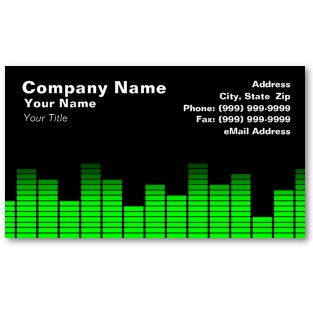 Company Name
Your Name
Your Title
Address
City, State  Zip
Phone: (999) 999-9999
Fax: (999) 999-9999
eMail Address